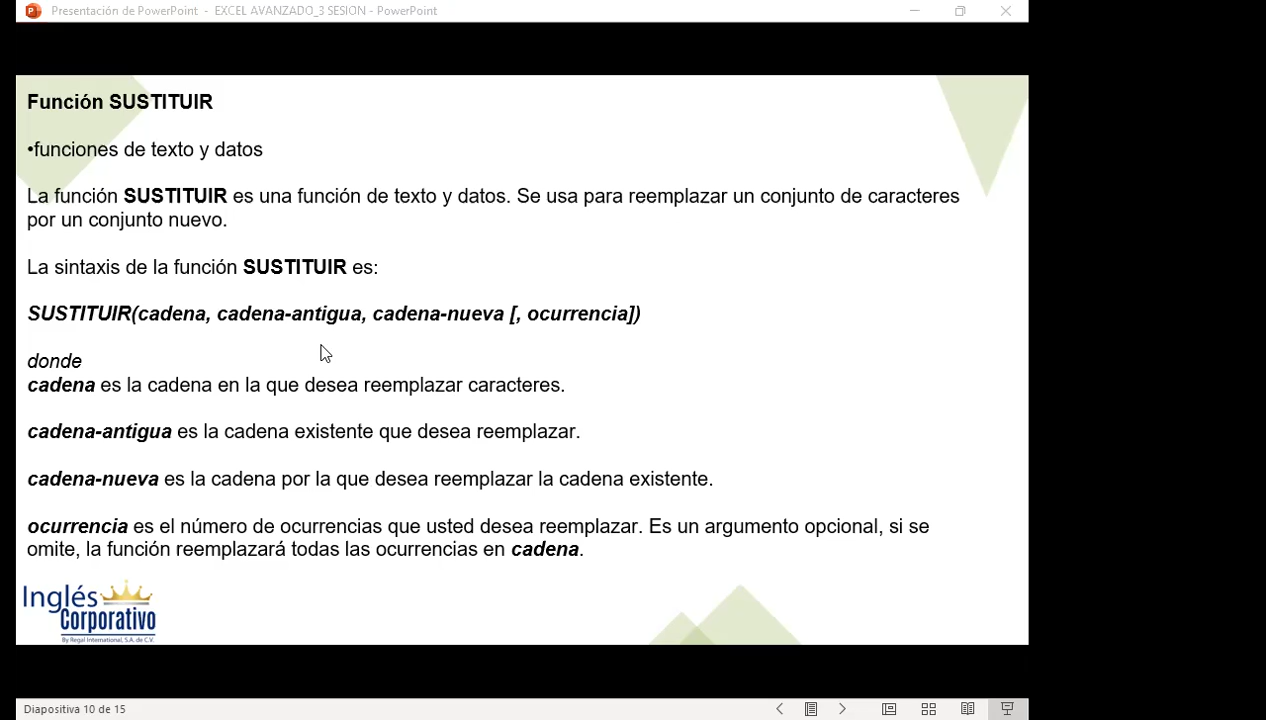 Presentación de PowerPoint - EXCEL AVANZADO_3 SESION - PowerPoint
Función SUSTITUIR
•funciones de texto y datos
La función SUSTITUIR es una función de texto y datos. Se usa para reemplazar un conjunto de caracteres
por un conjunto nuevo.
La sintaxis de la función SUSTITUIR es:
SUSTITUIR(cadena, cadena-antigua, cadena-nueva [, ocurrencia])
donde
cadena es la cadena en la que desea reemplazar caracteres.
cadena-antigua es la cadena existente que desea reemplazar.
cadena-nueva es la cadena por la que desea reemplazar la cadena existente.
ocurrencia es el número de ocurrencias que usted desea reemplazar. Es un argumento opcional, si se
omite, la función reemplazará todas las ocurrencias en cadena.
Inglés
Corporativo
By Regal International, S.A. de C.V.
Diapositiva 10 de 15